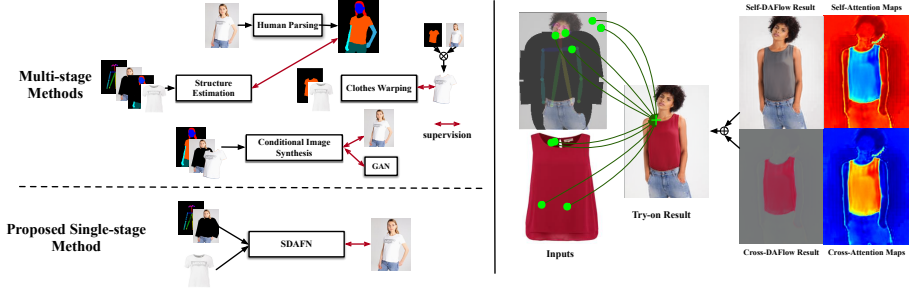 Human Parsing
Multi-stage
Methods
Structure
Estimation
Clothes Warping
supervision
Conditional Image
Synthesis
GAN
Proposed Single-stage
Method
SDAFN
Self-DAFlow Result
Self-Attention Maps
Try-on Result
Inputs
Cross-DAFlow Result
Cross-Attention Maps